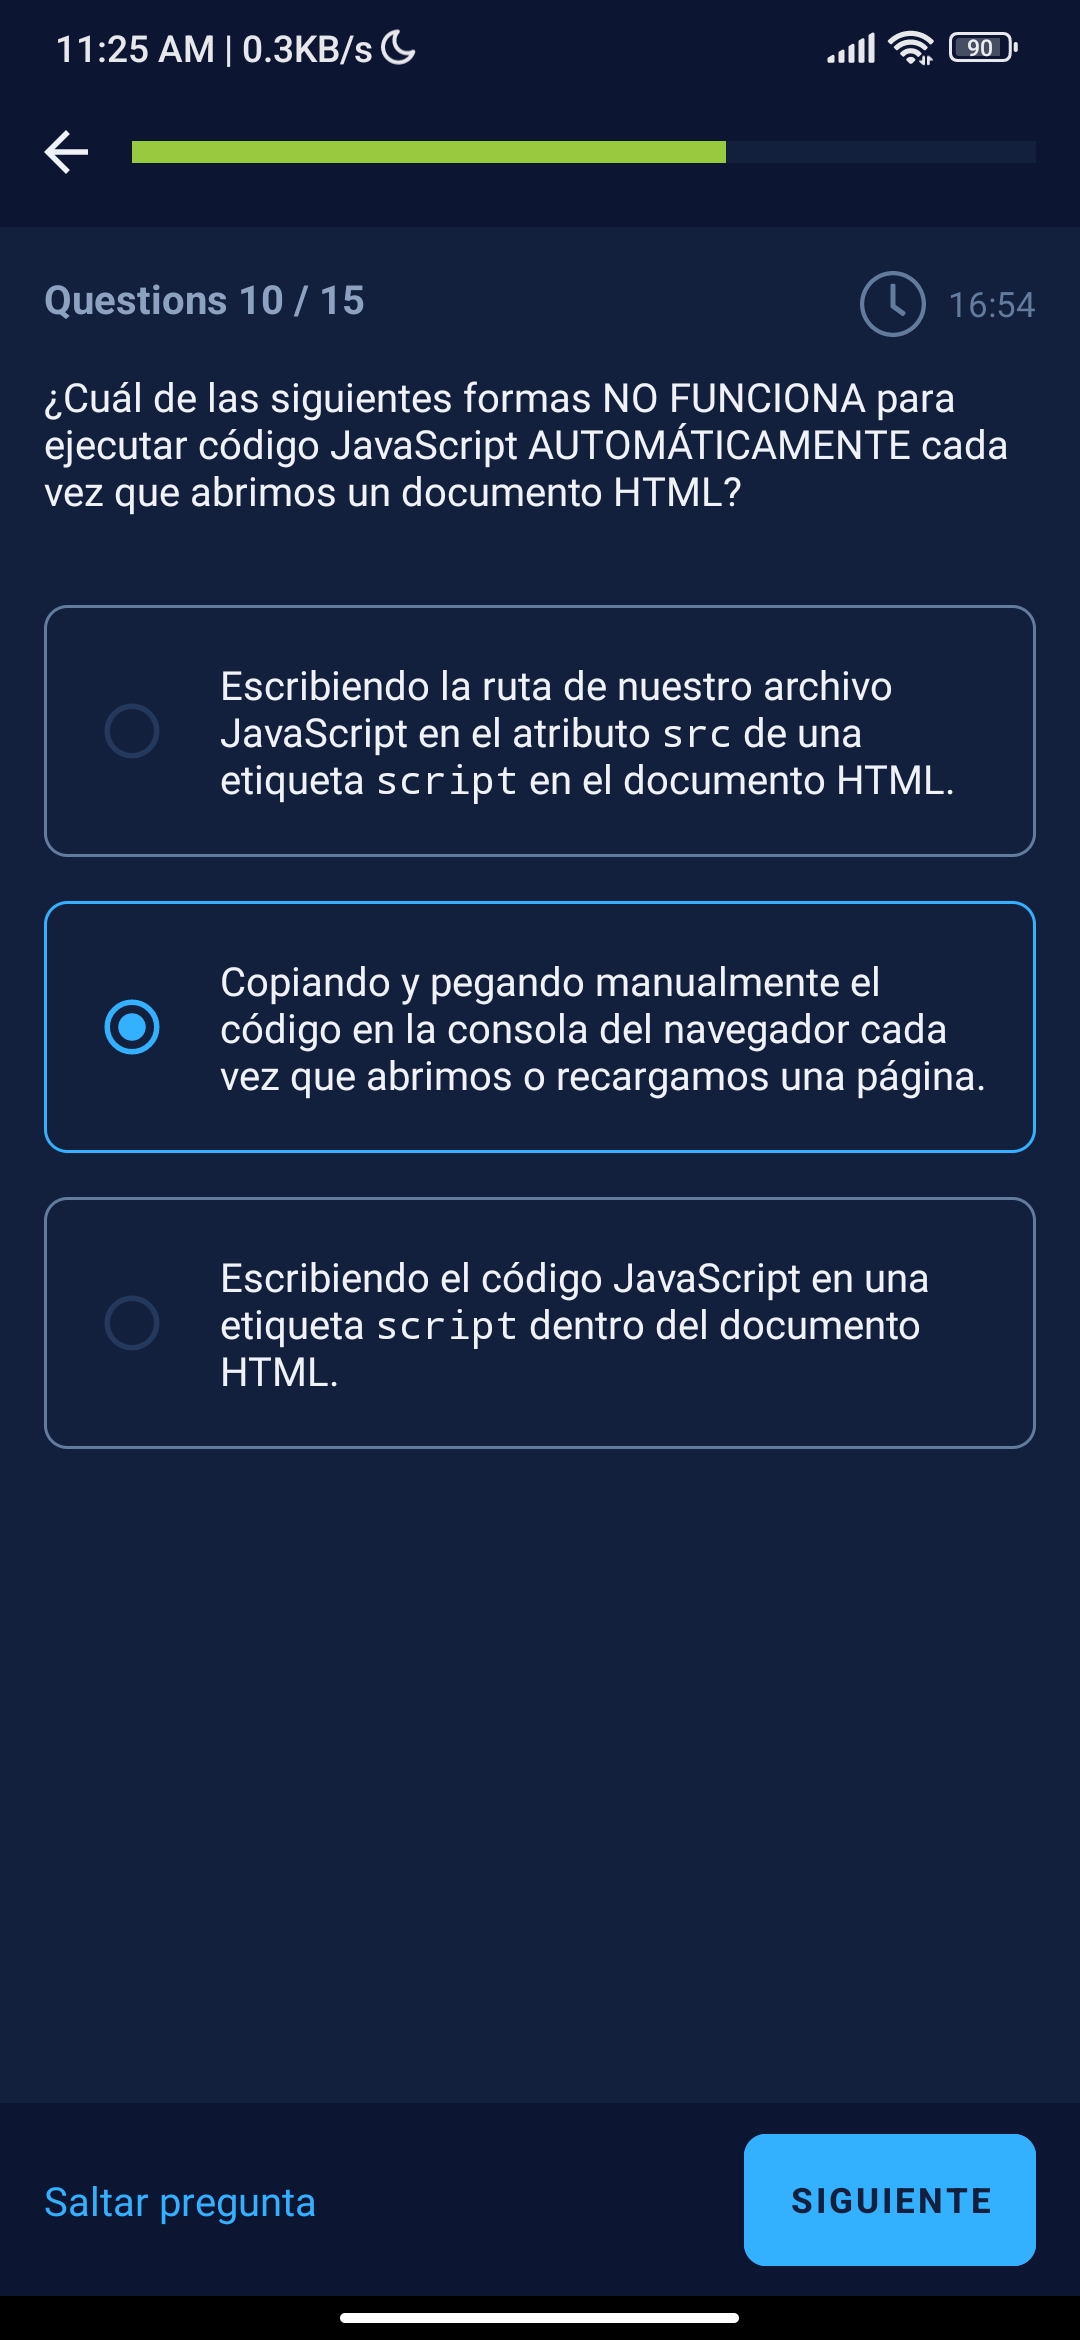 11:25 AM | 0.3KB/s
90
Questions 10 / 15
16:54
¿Cuál de las siguientes formas NO FUNCIONA para
ejecutar código JavaScript AUTOMÁTICAMENTE cada
vez que abrimos un documento HTML?
Escribiendo la ruta de nuestro archivo
JavaScript en el atributo src de una
etiqueta script en el documento HTML.
Copiando y pegando manualmente el
código en la consola del navegador cada
vez que abrimos o recargamos una página.
Escribiendo el código JavaScript en una
etiqueta script dentro del documento
HTML.
Saltar pregunta
SIGUIENTE